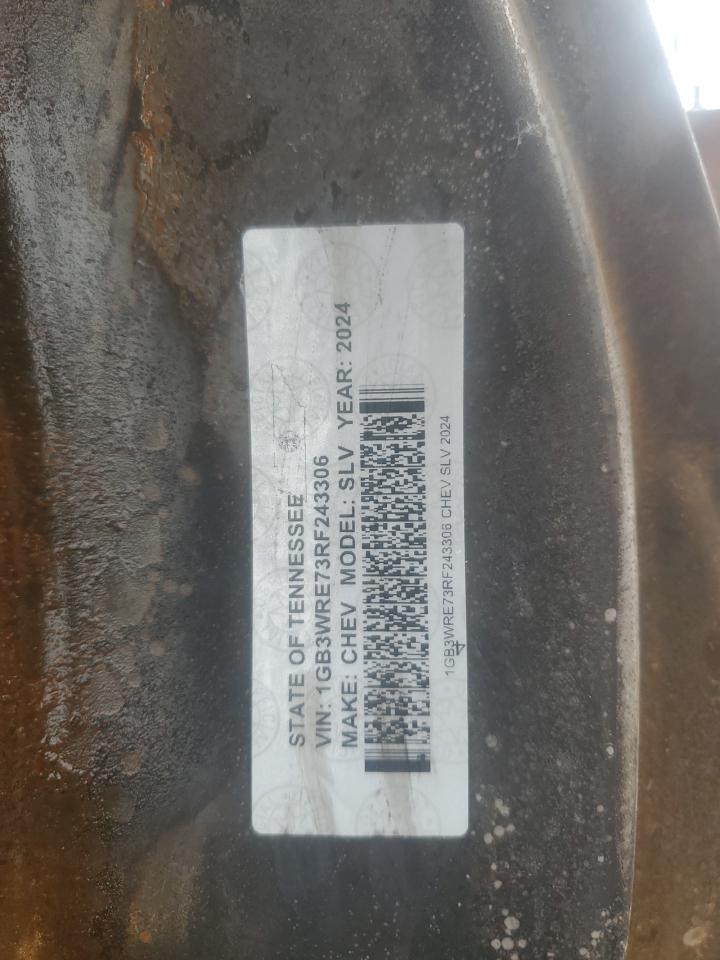 STATE OF TENNESSEE
VIN: 1GB3WRE73RF243306
MAKE: CHEV MODEL: SLV YEAR: 2024
1GB3WRE73RF243306 CHEV SLV 2024